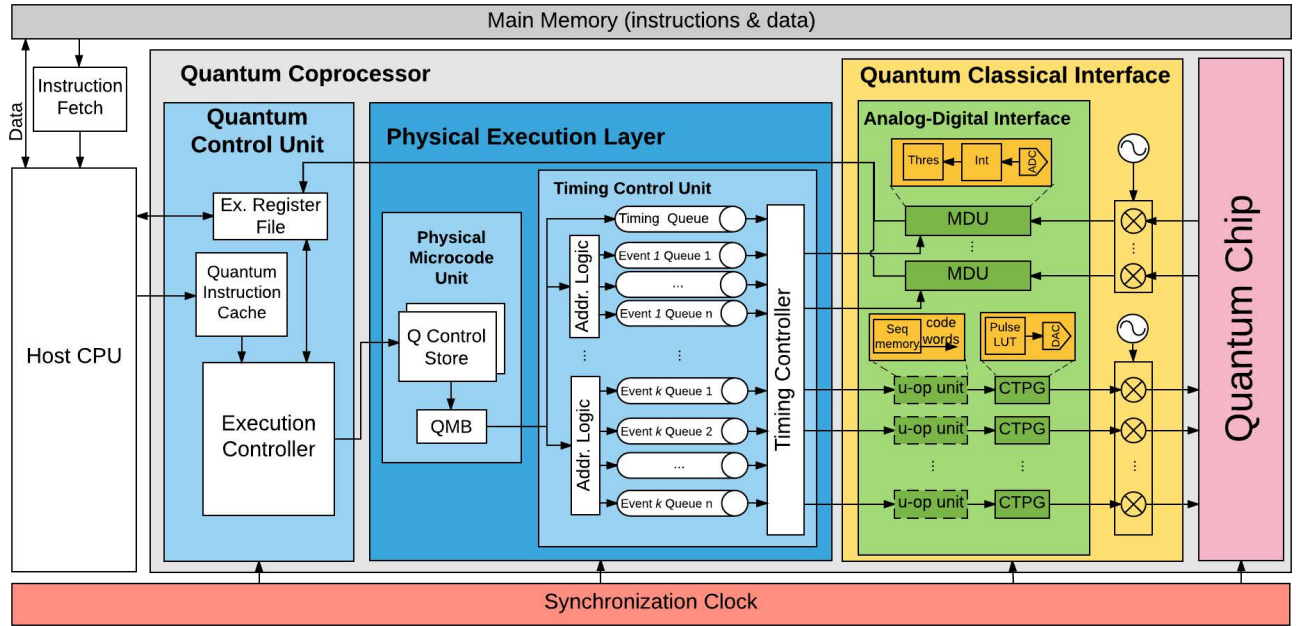 Main Memory (instructions & data)
Data
Instruction
Fetch
Host CPU
Quantum Coprocessor
Quantum
Control Unit
Ex. Register
File
Quantum
Instruction
Cache
Execution
Controller
Physical Execution Layer
Physical
Microcode
Unit
Q Control
Store
QMB
Timing Control Unit
Timing Queue
Addr. Logic
Event 1 Queue 1
...
Event 1 Queue n
...
...
Addr. Logic
Event k Queue 1
Event k Queue 2
...
Event k Queue n
Timing Controller
Quantum Classical Interface
Analog-Digital Interface
Thres
Int
ADC
MDU
...
MDU
Seq
memory
code
words
Pulse
LUT
DAC
u-op unit
CTPG
u-op unit
CTPG
...
...
u-op unit
CTPG
...
...
Quantum Chip
Synchronization Clock